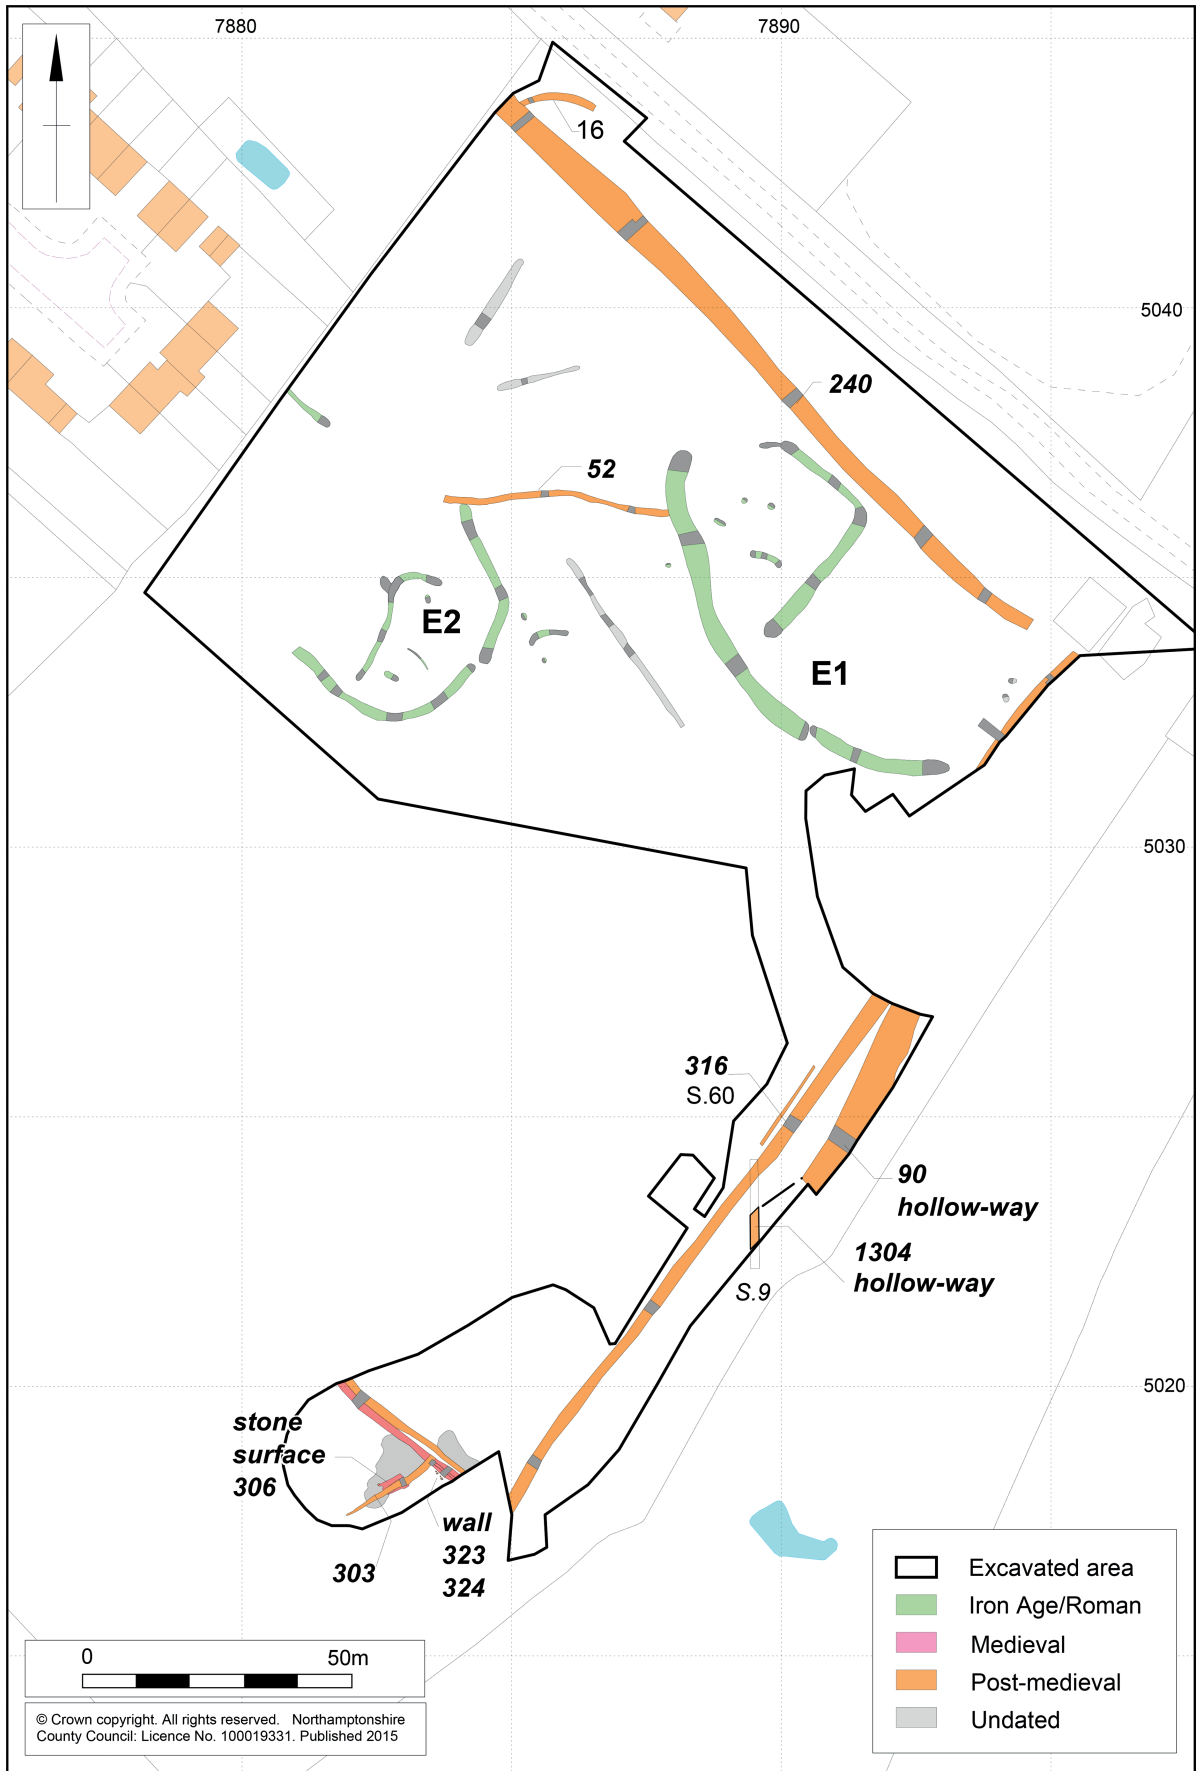 7880
7890
16
5040
240
52
E2
E1
5030
316
S.60
90
hollow-way
1304
hollow-way
S.9
5020
stone
surface
306
wall
323
324
303
Excavated area
Iron Age/Roman
Medieval
Post-medieval
Undated
0 50m
© Crown copyright. All rights reserved. Northamptonshire
County Council: Licence No. 100019331. Published 2015